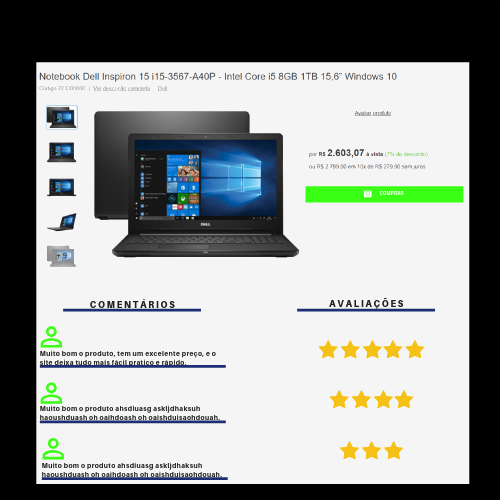 Notebook Dell Inspiron 15 i15-3567-A40P - Intel Core i5 8GB 1TB 15,6" Windows 10
Ver descrição completa | Dell
Avaliar produto
por R$ 2.603,07 à vista (7% de desconto)
ou R$ 2.799,00 em 10x de R$ 279,90 sem juros
COMPRAR
DELL
+9
COMENTÁRIOS
AVALIAÇÕES
Muito bom o produto, tem um excelente preço, e o
site deixa tudo mais fácil pratico e rápido.
Muito bom o produto ahsdiuasg askljdhaksuh
haoushduash oh oaihdoash oh oaishduisaohdouah.
Muito bom o produto ahsdiuasg askljdhaksuh
haoushduash oh oaihdoash oh oaishduisaohdouah.